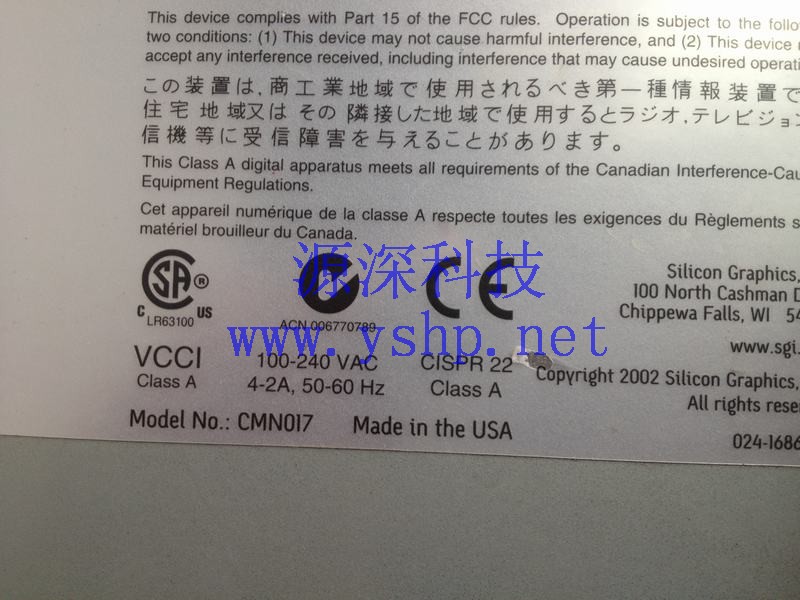 This device complies with Part 15 of the FCC rules. Operation is subject to the
two conditions: (1) This device may not cause harmful interference, and (2) This device
accept any interference received, including interference that may cause undesired
この装置は,商工業地域で使用されるべき第一種情報装置で
住宅地域又はその隣接した地域で使用するとラジオ,テレビジョン
信機等に受信障害を与えることがあります。
This Class A digital apparatus meets all requirements of the Canadian
Equipment Regulations.
Cet appareil numérique de la classe A respecte toutes les exigences du Règlements
matériel brouilleur du Canada.
源深科技
SA ®
C LR63100 US
CE
ACN 006770789
Silicon Graphics,
100 North Cashman D
Chippewa Falls, WI 54
www.yshp.net
www.sgi.
VCCI
Class A
100-240 VAC
4-2A, 50-60 Hz
CISPR 22
Class A
Copyright 2002 Silicon Graphics,
All rights
Model No.: CMN017 Made in the USA
024-1686